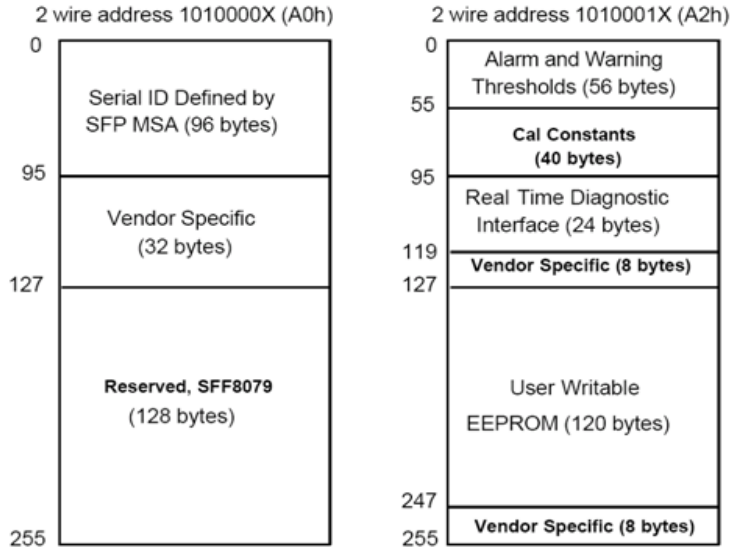 2 wire address 1010000X (A0h)
0
Serial ID Defined by
SFP MSA (96 bytes)
95
Vendor Specific
(32 bytes)
127
Reserved, SFF8079
(128 bytes)
255
2 wire address 1010001X (A2h)
0
Alarm and Warning
Thresholds (56 bytes)
55
Cal Constants
(40 bytes)
95
Real Time Diagnostic
Interface (24 bytes)
119
Vendor Specific (8 bytes)
127
User Writable
EEPROM (120 bytes)
247
Vendor Specific (8 bytes)
255